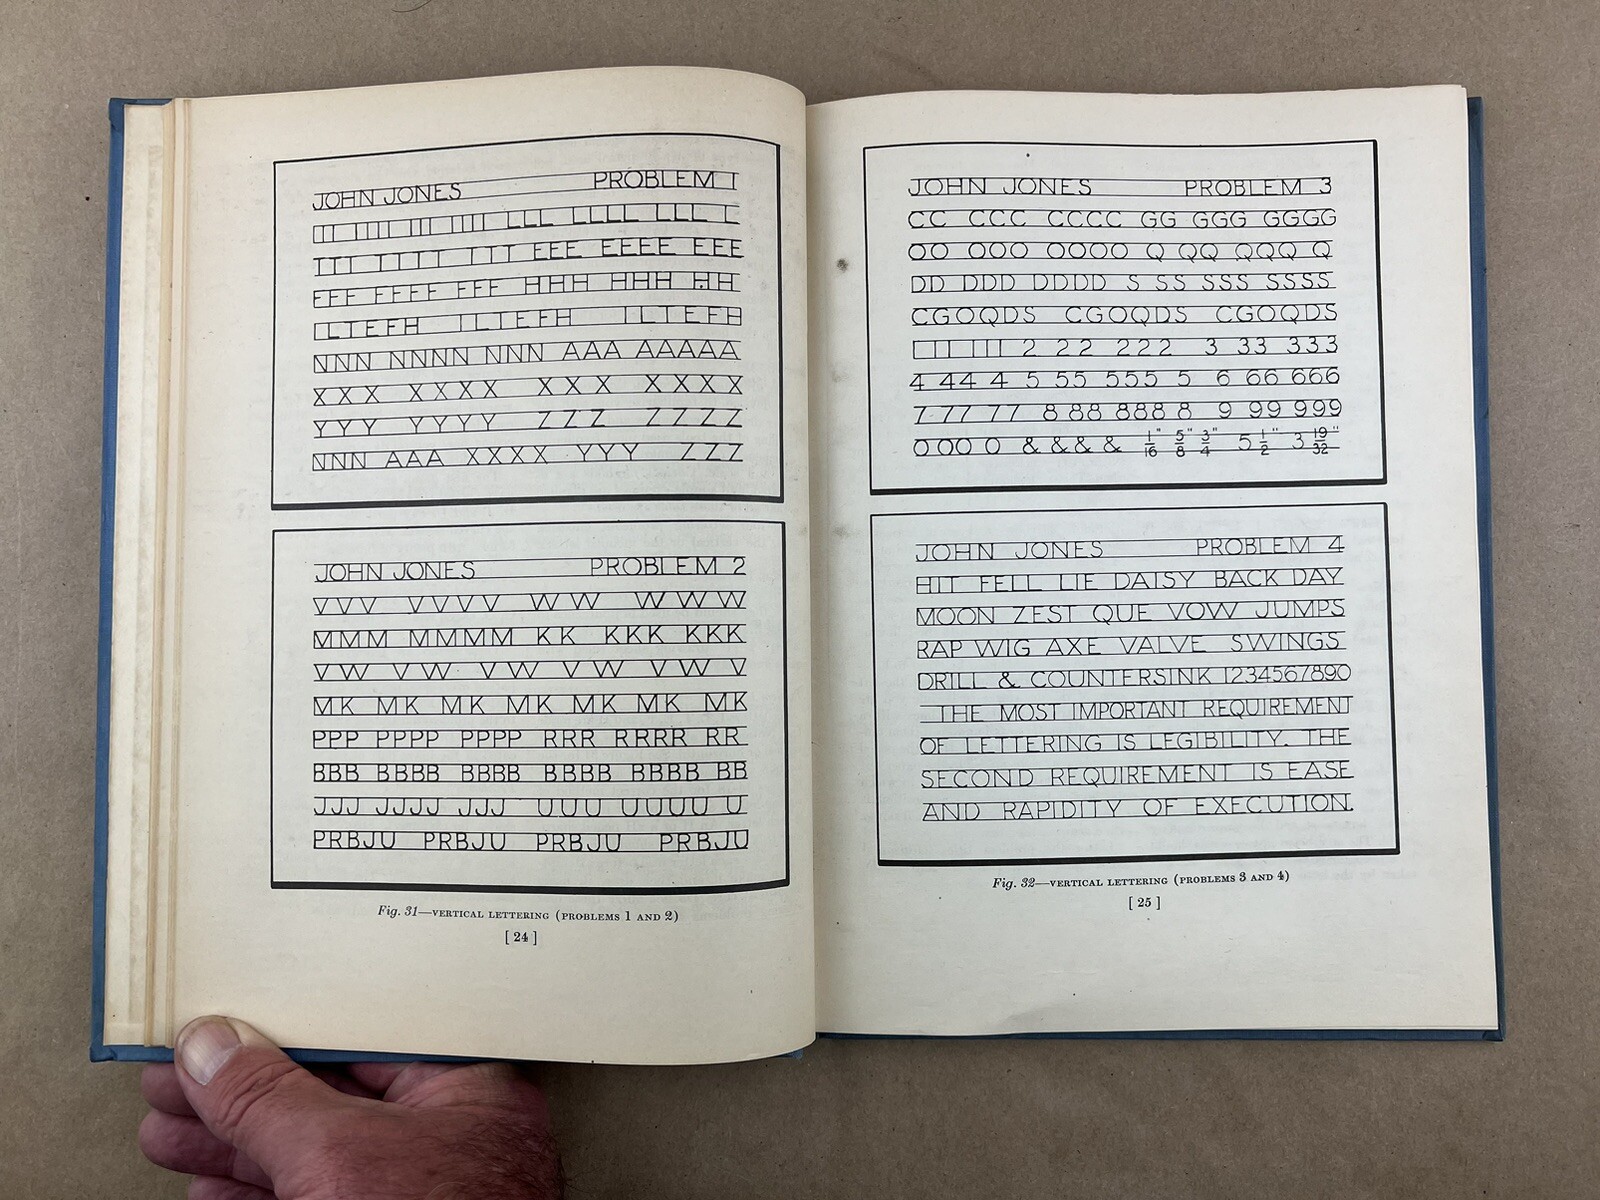 JOHN JONES PROBLEM 1
III IIII III IIII LLL LLLL LLL L
TTT TTTT TTT EEE EEEE EEE
FFF FFFF FFF HHH HHH HH
ILTEFH ILTEFH ILTEFH
NNN NNNN NNN AAA AAAAA
XXX XXXX XXX XXXX
YYY YYYY ZZZ ZZZZ
NNN AAA XXXX YYY ZZZ
JOHN JONES PROBLEM 2
VVV VVVV WW WWW
MMM MMMM KK KKK KKK
VW VW VW VW VW V
MK MK MK MK MK MK
PPP PPPP PPPP RRR RRRR RR
BBB BBBB BBBB BBBB BBBB BB
JJJ JJJJ JJJ UUU UUUU U
PRBJU PRBJU PRBJU PRBJU
Fig. 31—VERTICAL LETTERING (PROBLEMS 1 AND 2)
[ 24 ]
JOHN JONES PROBLEM 3
CC CCC CCCC GG GGG GGGG
OO OOO OOOO Q QQ QQQ Q
DD DDD DDDD S SS SSS SSSS
CGOQDS CGOQDS CGOQDS
1 11 111 2 22 222 3 33 333
4 44 4 5 55 555 5 6 66 666
7 77 77 8 88 888 8 9 99 999
0 00 0 & & & & 1/16" 5/8" 3/4" 5 1/2" 3 19/32"
JOHN JONES PROBLEM 4
HIT FELL LIE DAISY BACK DAY
MOON ZEST QUE VOW JUMPS
RAP WIG AXE VALVE SWINGS
DRILL & COUNTERSINK 1234567890
THE MOST IMPORTANT REQUIREMENT
OF LETTERING IS LEGIBILITY. THE
SECOND REQUIREMENT IS EASE
AND RAPIDITY OF EXECUTION.
Fig. 32—VERTICAL LETTERING (PROBLEMS 3 AND 4)
[ 25 ]